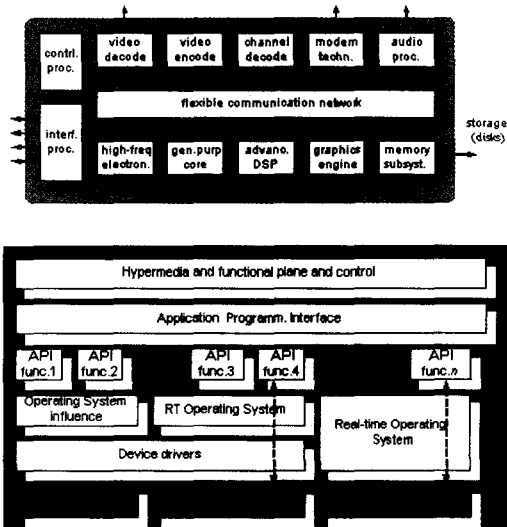 contrl.
proc.
video
decode
video
encode
channel
decode
modem
techn.
audio
proc.
flexible communication network
interf.
proc.
storage
(disks)
high-freq
electron.
gen.purp
core
advanc.
DSP
graphics
engine
memory
subsyst.
Hypermedia and functional plane and control
Application Programm. Interface
API
func.1
API
func.2
API
func.3
API
func.4
API
func.n
Operating System
influence
RT Operating System
Real-time Operating
System
Device drivers